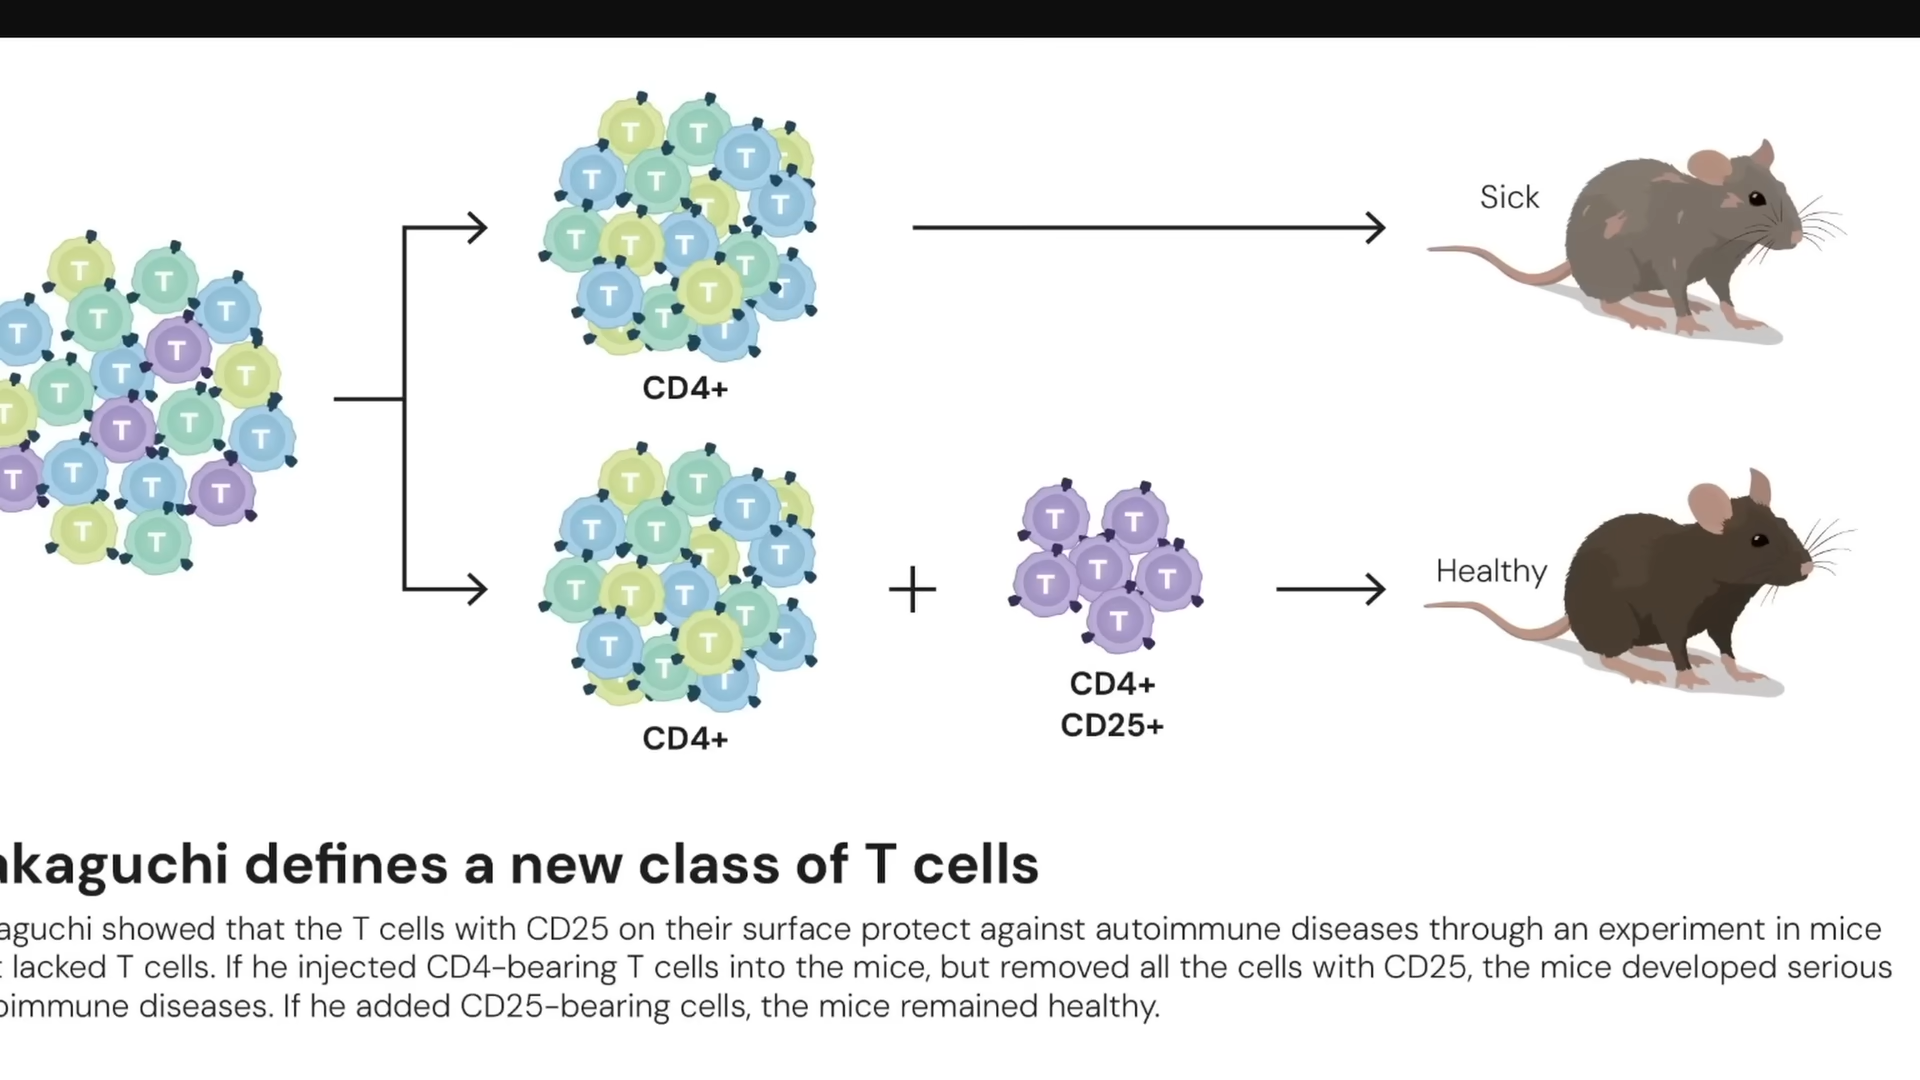 Sick
CD4+
Healthy
CD4+
CD25+
CD4+
akaguchi defines a new class of T cells
aguchi showed that the T cells with CD25 on their surface protect against autoimmune diseases through an experiment in mice
t lacked T cells. If he injected CD4-bearing T cells into the mice, but removed all the cells with CD25, the mice developed serious
oimmune diseases. If he added CD25-bearing cells, the mice remained healthy.